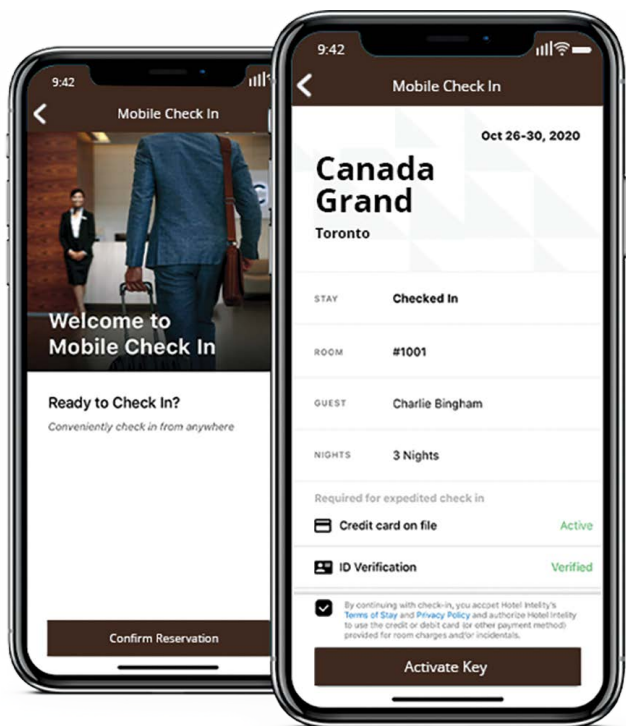 9:42
Mobile Check In
Welcome to
Mobile Check In
Ready to Check In?
Conveniently check in from anywhere
Confirm Reservation
9:42
Mobile Check In
Oct 26-30, 2020
Canada
Grand
Toronto
STAY Checked In
ROOM #1001
GUEST Charlie Bingham
NIGHTS 3 Nights
Required for expedited check in
Credit card on file Active
ID Verification Verified
By continuing with check-in, you accpet Hotel Intelity's
Terms of Stay and Privacy Policy and authorize Hotel Intelity
to use the credit or debit card (or other payment method)
provided for room charges and/or incidentals.
Activate Key